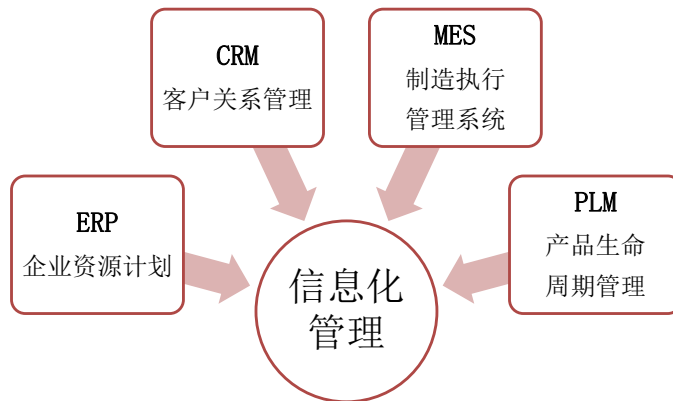 CRM
客户关系管理
MES
制造执行
管理系统
ERP
企业资源计划
PLM
产品生命
周期管理
信息化
管理